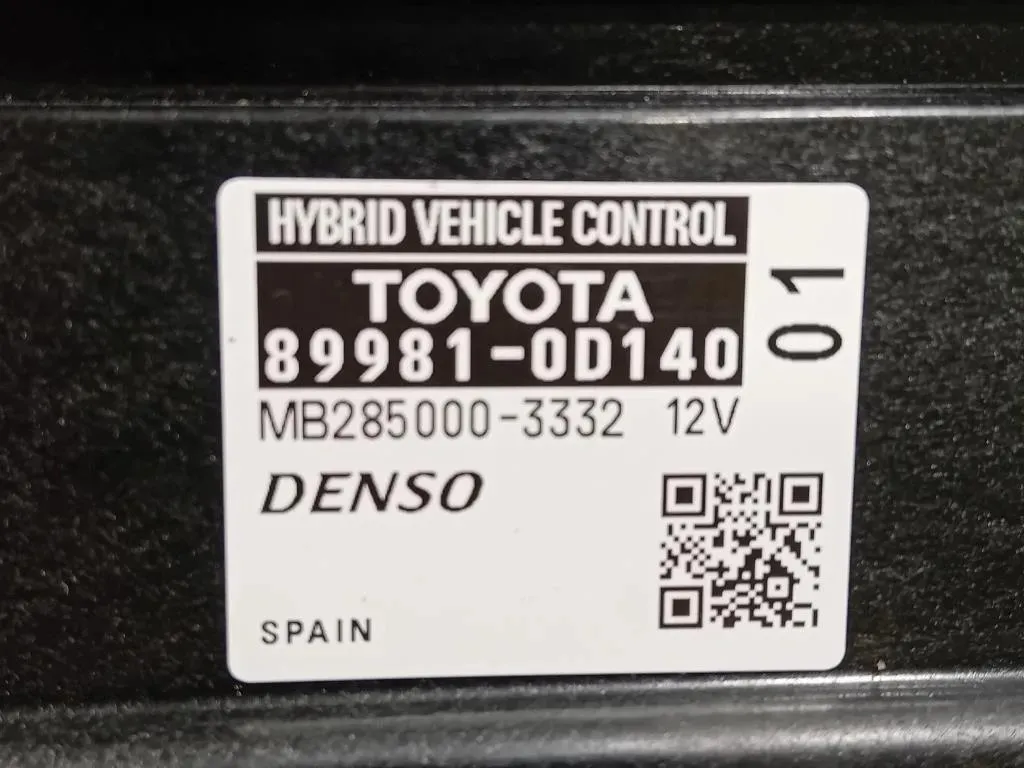 HYBRID VEHICLE CONTROL
TOYOTA
89981-0D140
01
MB285000-3332 12V
DENSO
SPAIN